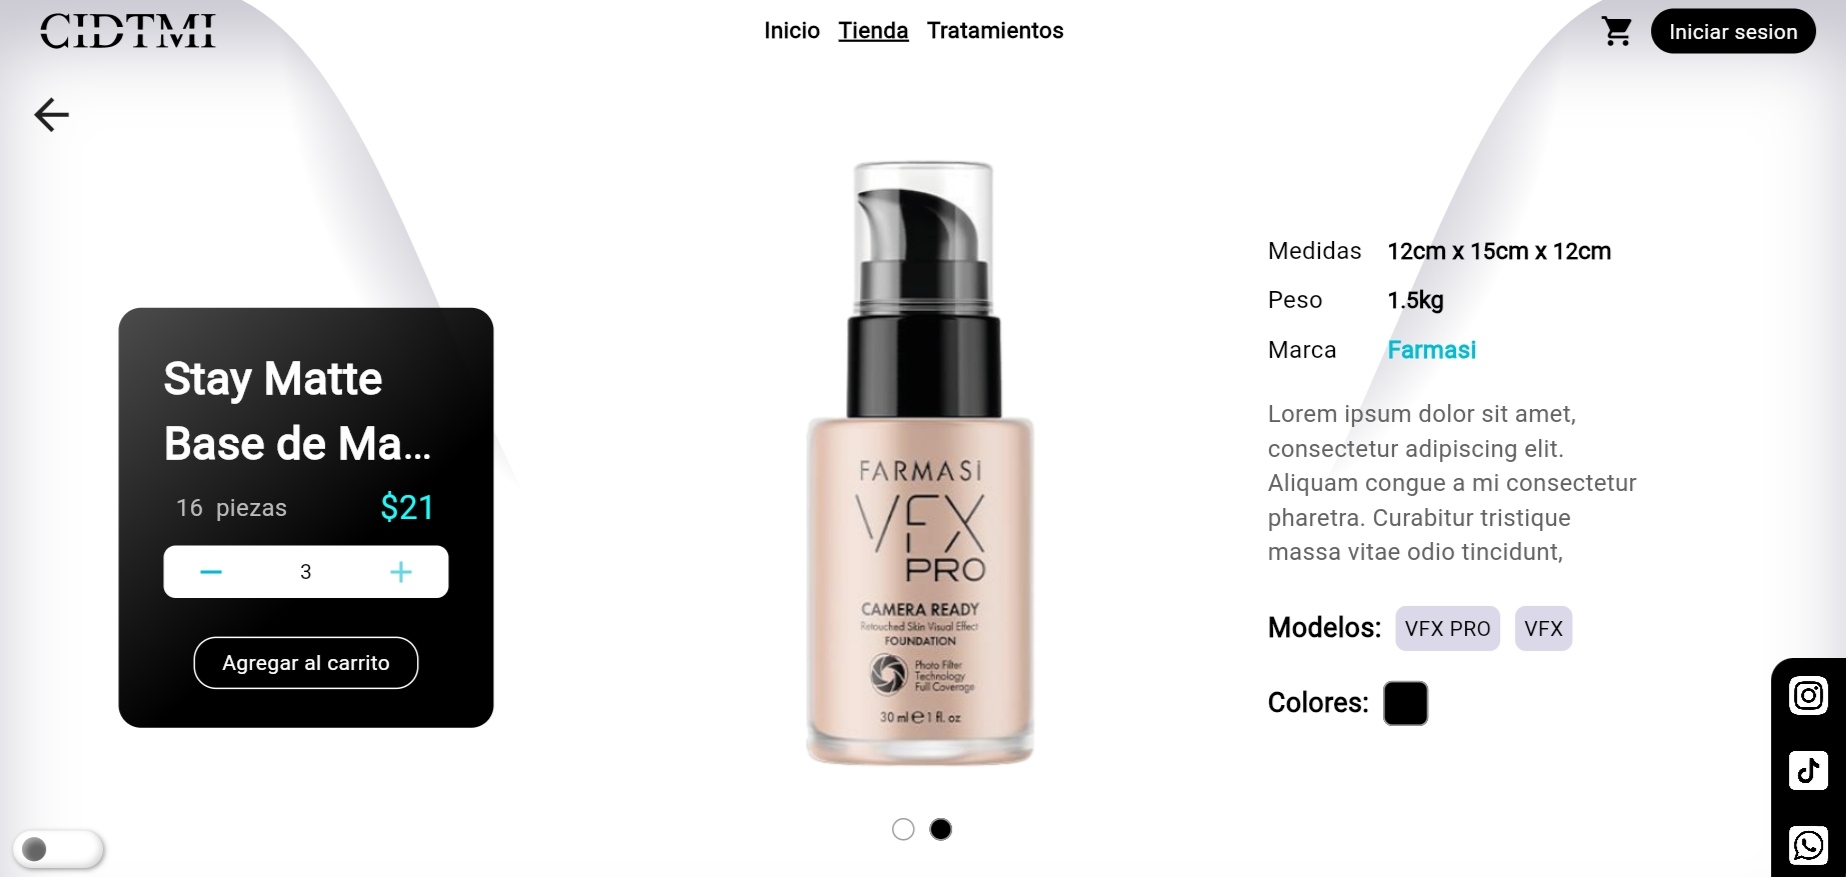 CIDTMI
Inicio Tienda Tratamientos
Iniciar sesion
Stay Matte
Base de Ma...
16 piezas $21
3
Agregar al carrito
FARMASi
VFX
PRO
CAMERA READY
Retouched Skin Visual Effect
FOUNDATION
Photo Filter
Technology
Full Coverage
30 ml ℮ 1 fl. oz
Medidas 12cm x 15cm x 12cm
Peso 1.5kg
Marca Farmasi
Lorem ipsum dolor sit amet,
consectetur adipiscing elit.
Aliquam congue a mi consectetur
pharetra. Curabitur tristique
massa vitae odio tincidunt,
Modelos: VFX PRO VFX
Colores: